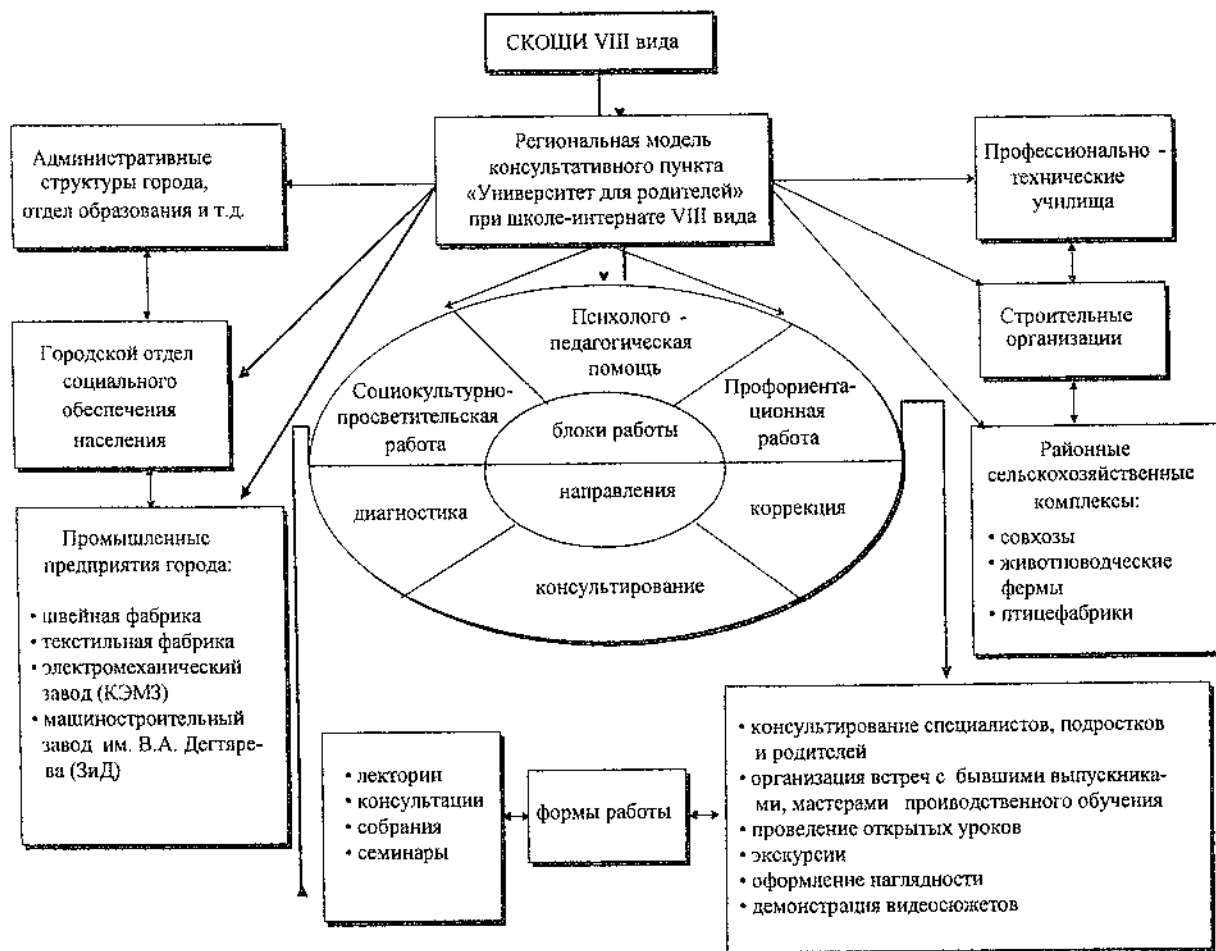 СКОШИ VIII вида
Региональная модель
консультативного пункта
«Университет для родителей»
при школе-интернате VIII вида
Административные
структуры города,
отдел образования и т.д.
Профессионально -
технические
училища
Городской отдел
социального
обеспечения
населения
Строительные
организации
Психолого -
педагогическая
помощь
Социокультурно-
просветительская
работа
Профориента-
ционная
работа
блоки работы
направления
диагностика
коррекция
консультирование
Районные
сельскохозяйственные
комплексы:
• совхозы
• животноводческие
фермы
• птицефабрики
Промышленные
предприятия города:
• швейная фабрика
• текстильная фабрика
• электромеханический
завод (КЭМЗ)
• машиностроительный
завод им. В.А. Дегтяре-
ва (ЗиД)
• лектории
• консультации
• собрания
• семинары
формы работы
• консультирование специалистов, подростков
и родителей
• организация встреч с бывшими выпускника-
ми, мастерами проиводственного обучения
• проведение открытых уроков
• экскурсии
• оформление наглядности
• демонстрация видеосюжетов